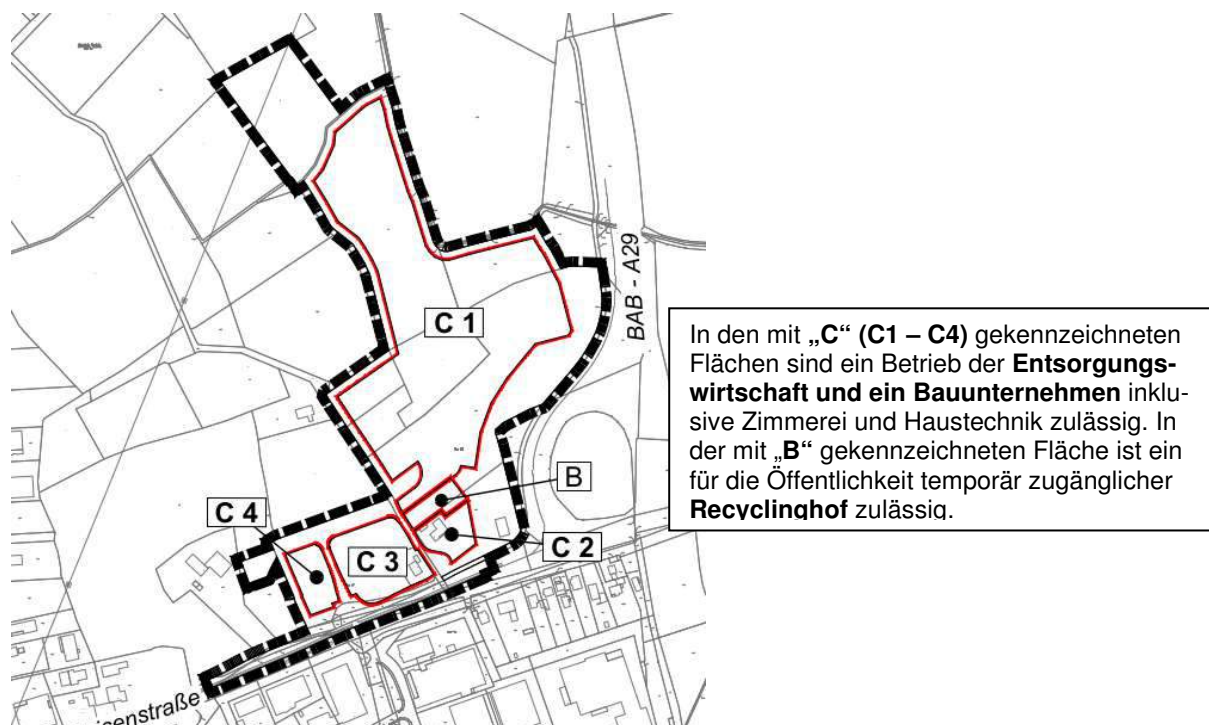 C 1
BAB - A29
B
C 4
C 3
C 2
In den mit „C“ (C1 – C4) gekennzeichneten
Flächen sind ein Betrieb der Entsorgungs-
wirtschaft und ein Bauunternehmen inklu-
sive Zimmerei und Haustechnik zulässig. In
der mit „B“ gekennzeichneten Fläche ist ein
für die Öffentlichkeit temporär zugänglicher
Recyclinghof zulässig.
isenstraße